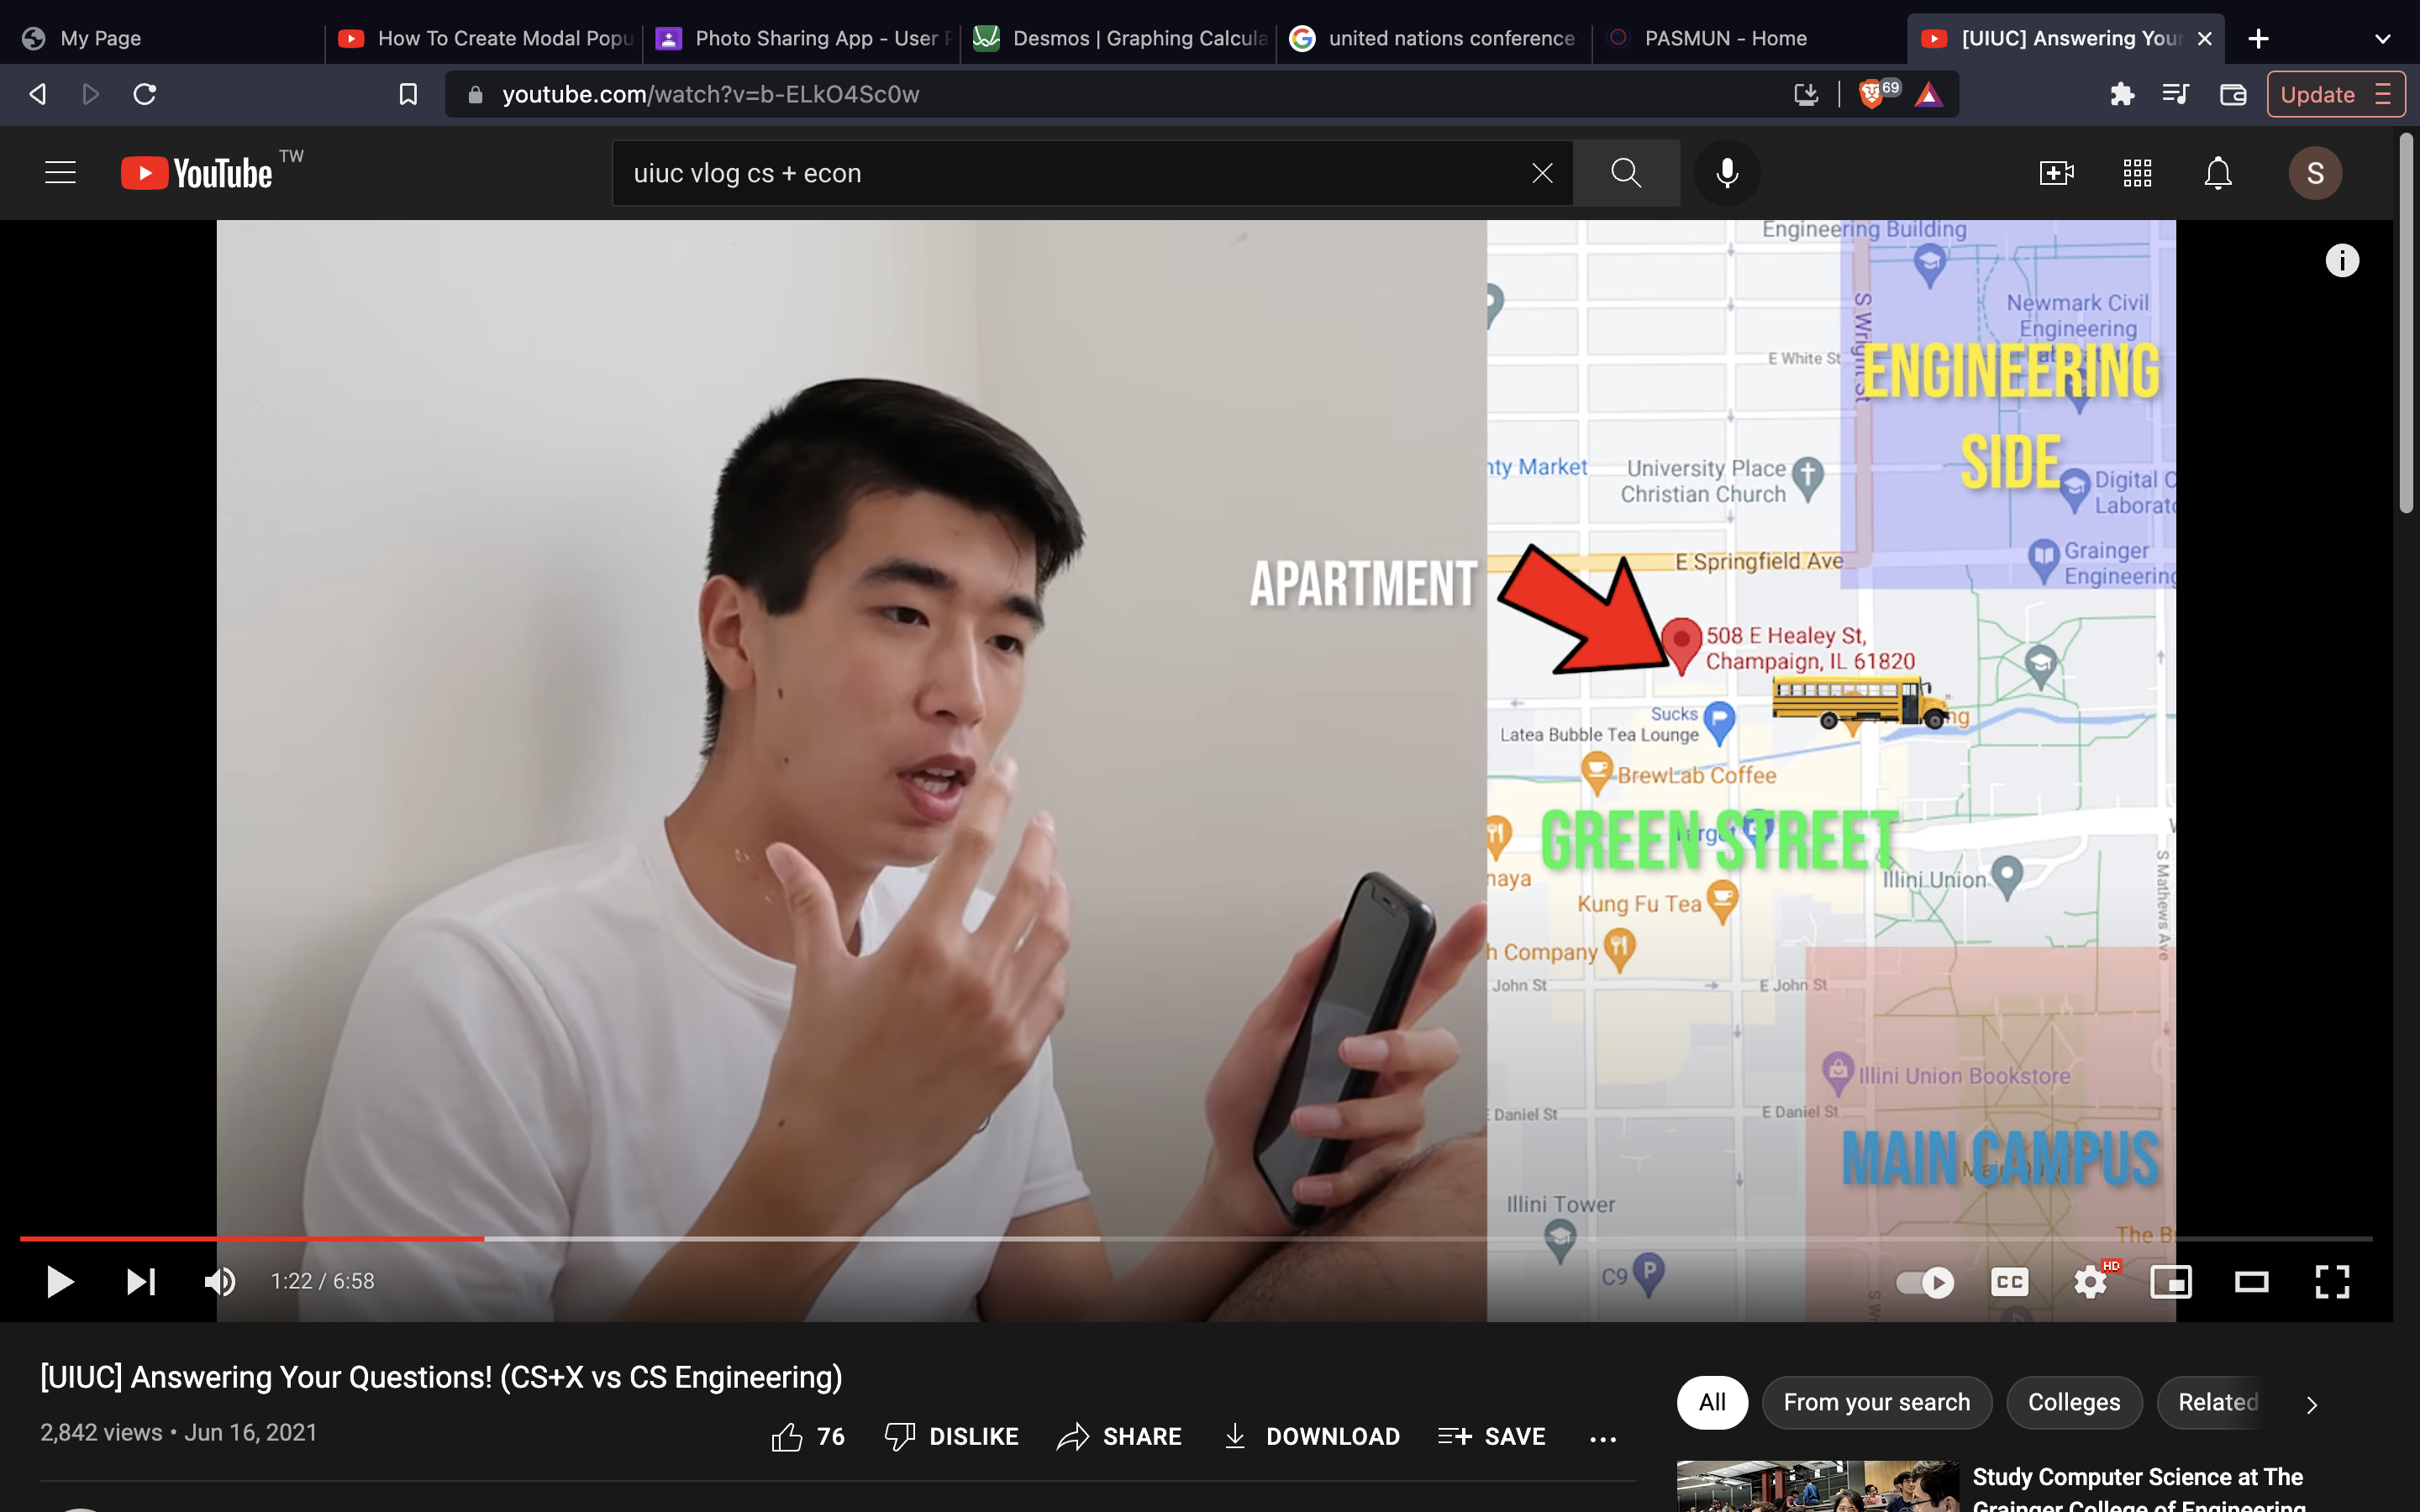 My Page
How To Create Modal Popu
Photo Sharing App - User
Desmos | Graphing Calcula
united nations conference
PASMUN - Home
[UIUC] Answering Your
youtube.com/watch?v=b-ELkO4Sc0w
69
Update
YouTube TW
uiuc vlog cs + econ
S
Engineering Building
Newmark Civil
Engineering
S Wright St
E White St
ENGINEERING
SIDE
nty Market
University Place
Christian Church
Digital C
Laborato
E Springfield Ave
Grainger
Engineering
APARTMENT
508 E Healey St,
Champaign, IL 61820
Sucks
Latea Bubble Tea Lounge
ng
BrewLab Coffee
GREEN STREET
Target
naya
Illini Union
S Mathews Ave
Kung Fu Tea
h Company
John St
E John St
Illini Union Bookstore
E Daniel St
E Daniel St
MAIN CAMPUS
Illini Tower
The B
C9
P
1:22 / 6:58
CC
HD
[UIUC] Answering Your Questions! (CS+X vs CS Engineering)
2,842 views • Jun 16, 2021
76
DISLIKE
SHARE
DOWNLOAD
SAVE
All
From your search
Colleges
Related
Study Computer Science at The
Grainger College of Engineering